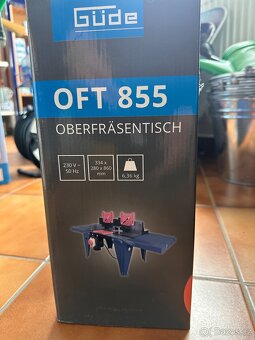 Güde
OFT 855
OBERFRÄSENTISCH
230 V ~
50 Hz
334 x
280 x 860
mm
6,36 kg